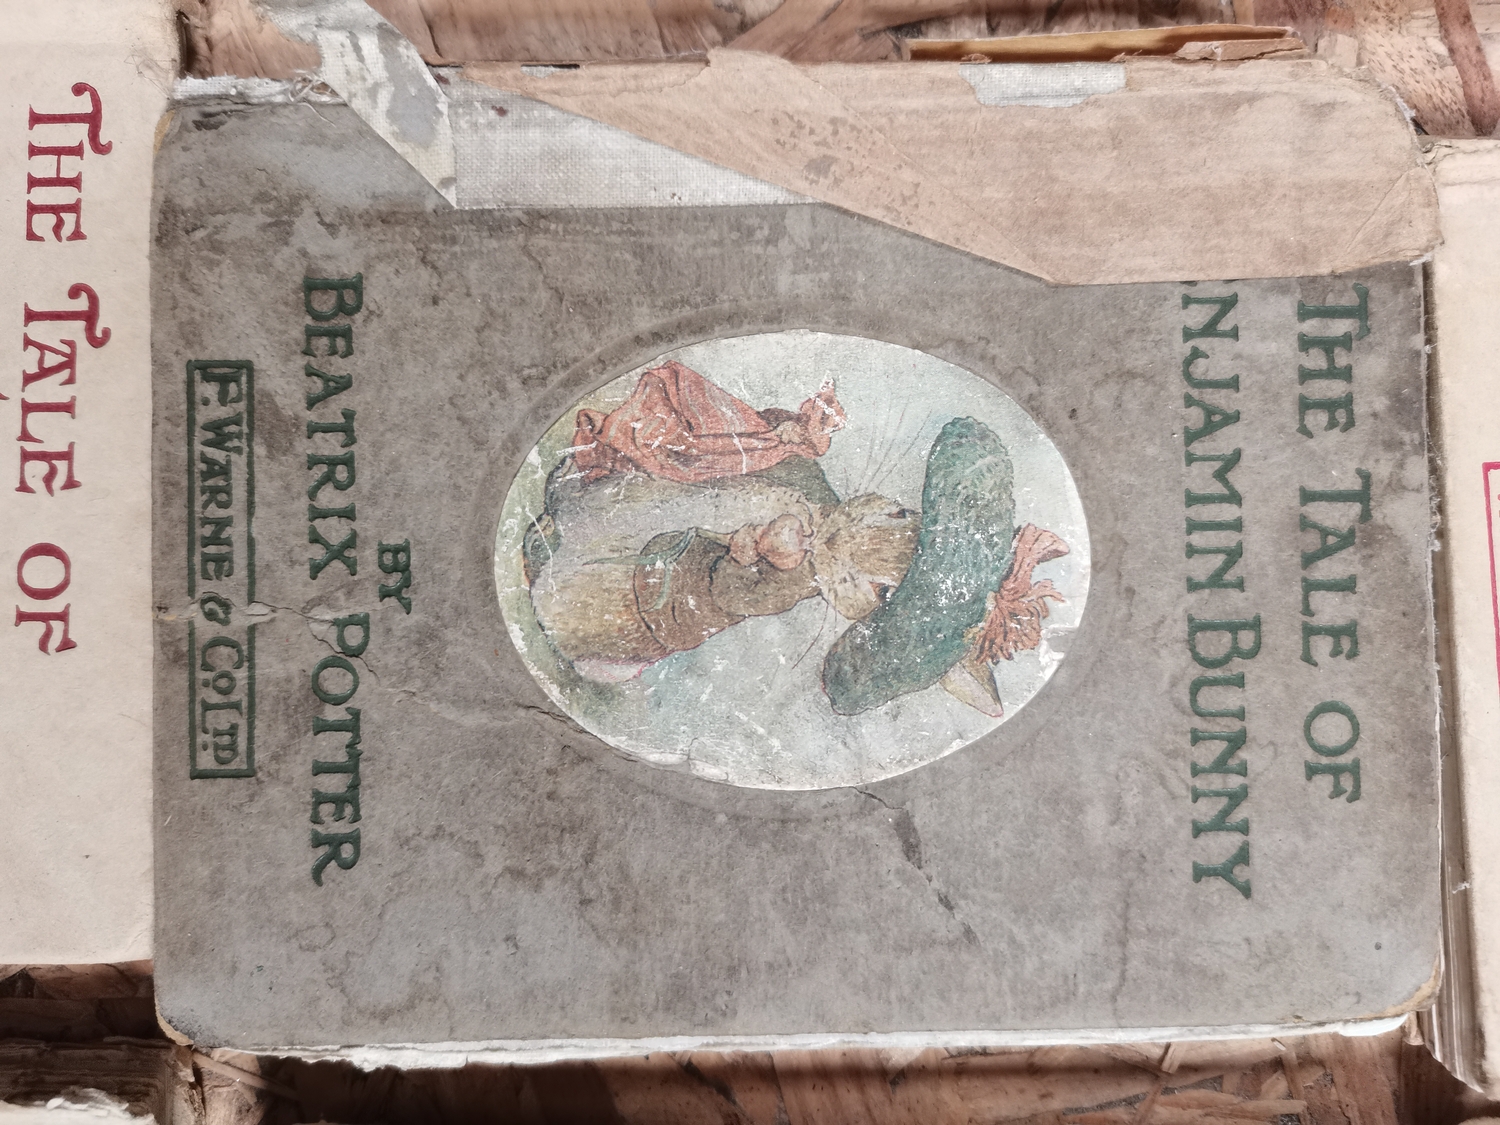 THE TALE OF
THE TALE OF
NJAMIN BUNNY
BY
BEATRIX POTTER
F. WARNE & Co LTD